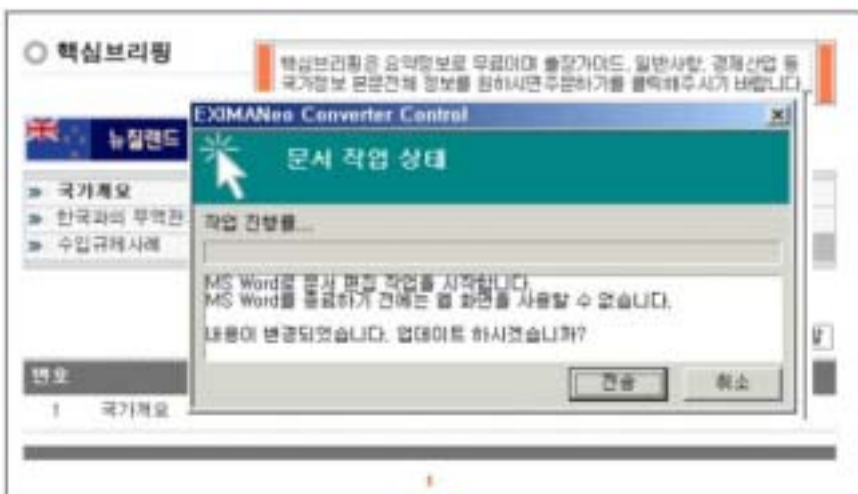 핵심브리핑
핵심브리핑은 요약정보로 무료이며 출장가이드, 일반사항, 경제산업 등
국가정보 본문전체 정보를 원하시면 주문하기를 클릭해주시기 바랍니다.
뉴질랜드
EXIMANeo Converter Control
문서 작업 상태
국가개요
한국과의 무역관
수입규제사례
작업 진행률...
MS Word로 문서 편집 작업을 시작합니다.
MS Word를 종료하기 전에는 웹 화면을 사용할 수 없습니다.
내용이 변경되었습니다. 업데이트 하시겠습니까?
전송 취소
번호
1 국가개요
1